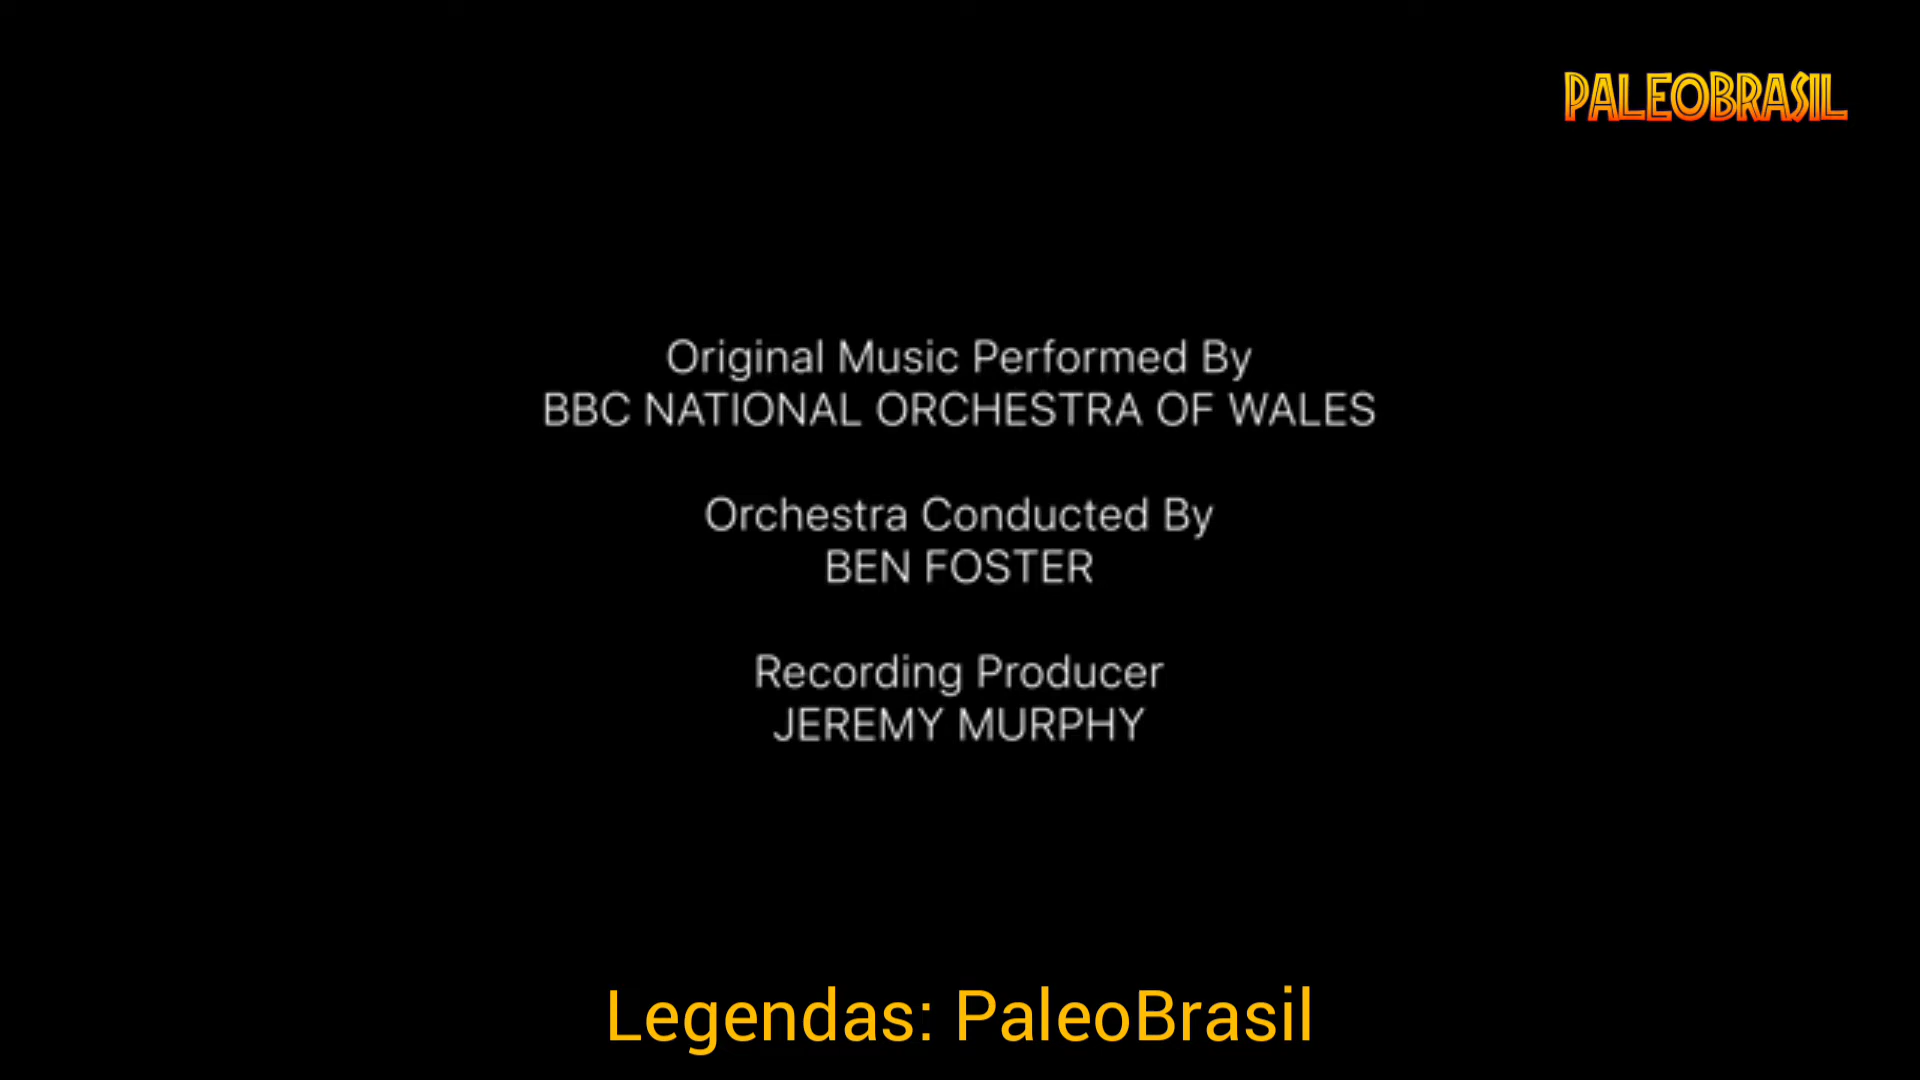 PALEOBRASIL
Original Music Performed By
BBC NATIONAL ORCHESTRA OF WALES
Orchestra Conducted By
BEN FOSTER
Recording Producer
JEREMY MURPHY
Legendas: PaleoBrasil